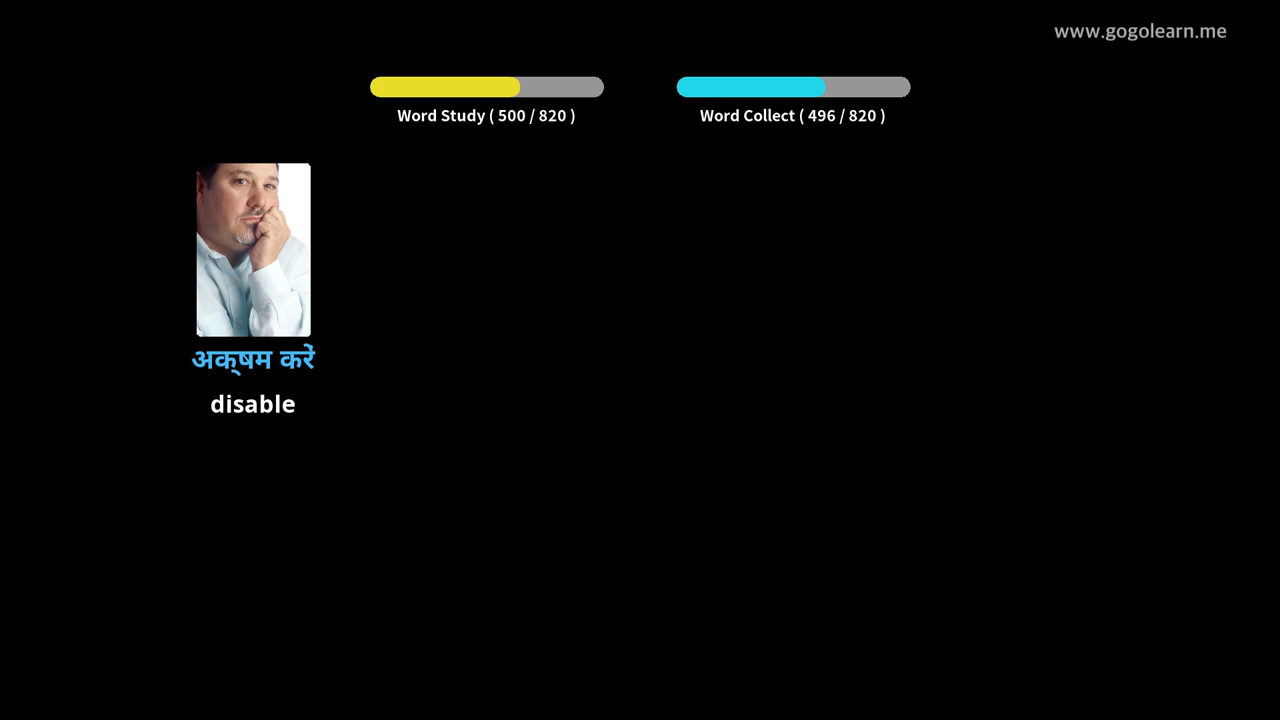 www.gogolearn.me
Word Study ( 500 / 820 )
Word Collect ( 496 / 820 )
अक्षम करें
disable